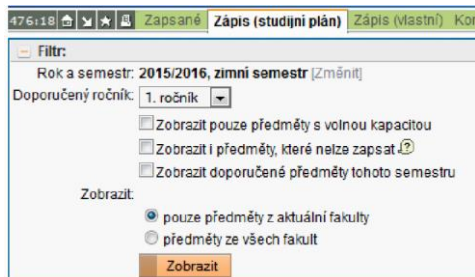 476:18 Zapsané Zápis (studijní plán) Zápis (vlastní)
Filtr:
Rok a semestr: 2015/2016, zimní semestr [Změnit]
Doporučený ročník: 1. ročník
Zobrazit pouze předměty s volnou kapacitou
Zobrazit i předměty, které nelze zapsat ?
Zobrazit doporučené předměty tohoto semestru
Zobrazit:
pouze předměty z aktuální fakulty
předměty ze všech fakult
Zobrazit